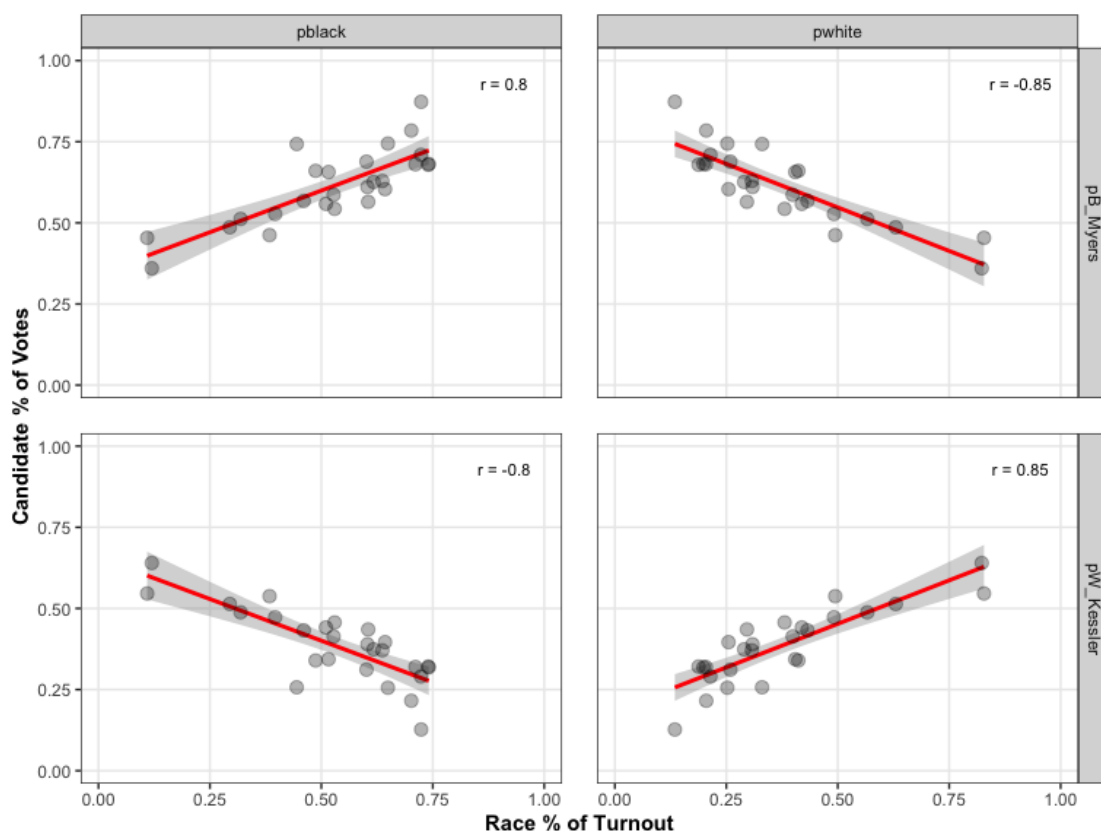 pblack
pwhite
1.00
0.75
0.50
0.25
0.00
r = 0.8
r = -0.85
pB_Myers
Candidate % of Votes
1.00
0.75
0.50
0.25
0.00
r = -0.8
r = 0.85
pW_Kessler
0.00 0.25 0.50 0.75 1.00
0.00 0.25 0.50 0.75 1.00
Race % of Turnout